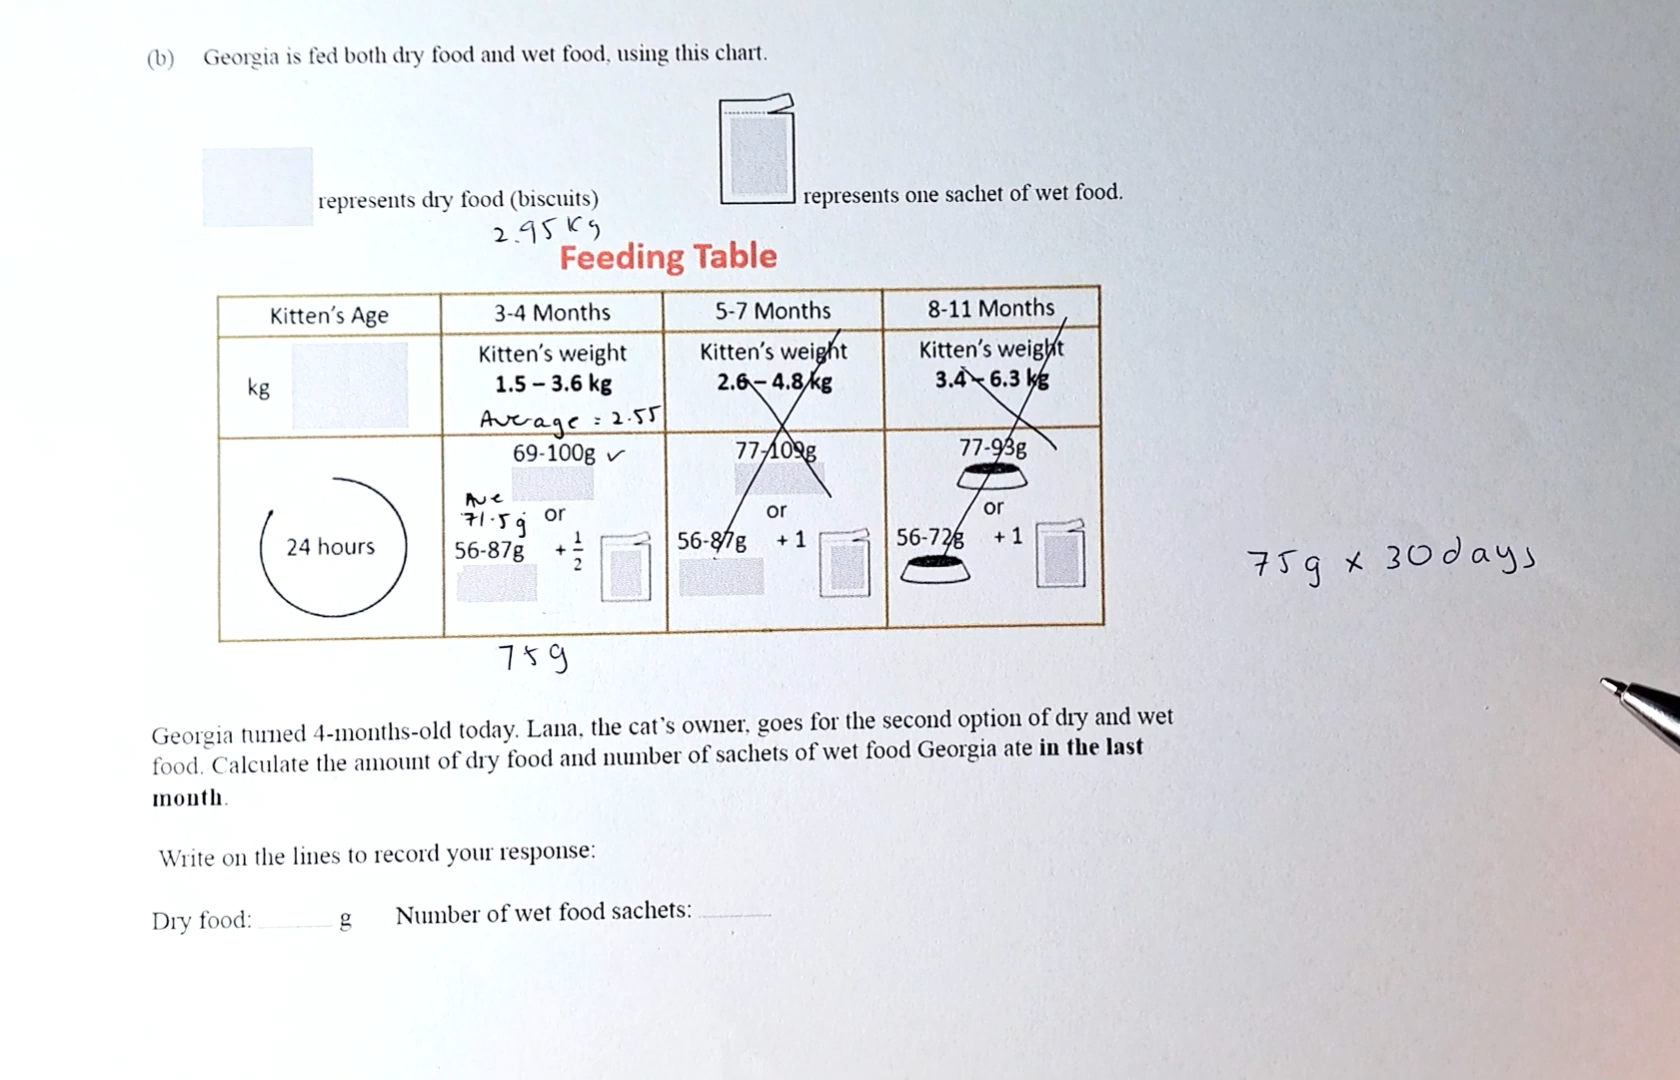 (b) Georgia is fed both dry food and wet food, using this chart.
represents dry food (biscuits)
represents one sachet of wet food.
2.95 Kg
Feeding Table
Kitten's Age
3-4 Months
5-7 Months
8-11 Months
kg
Kitten's weight
1.5 – 3.6 kg
Average = 2.55
Kitten's weight
2.6 – 4.8 kg
Kitten's weight
3.4 – 6.3 kg
24 hours
69-100g ✓
Ave
71.5g or
56-87g + 1/2
77-109g
or
56-87g + 1
77-93g
or
56-72g + 1
75g
75g x 30 days
Georgia turned 4-months-old today. Lana, the cat's owner, goes for the second option of dry and wet
food. Calculate the amount of dry food and number of sachets of wet food Georgia ate in the last
month.
Write on the lines to record your response:
Dry food: g Number of wet food sachets: